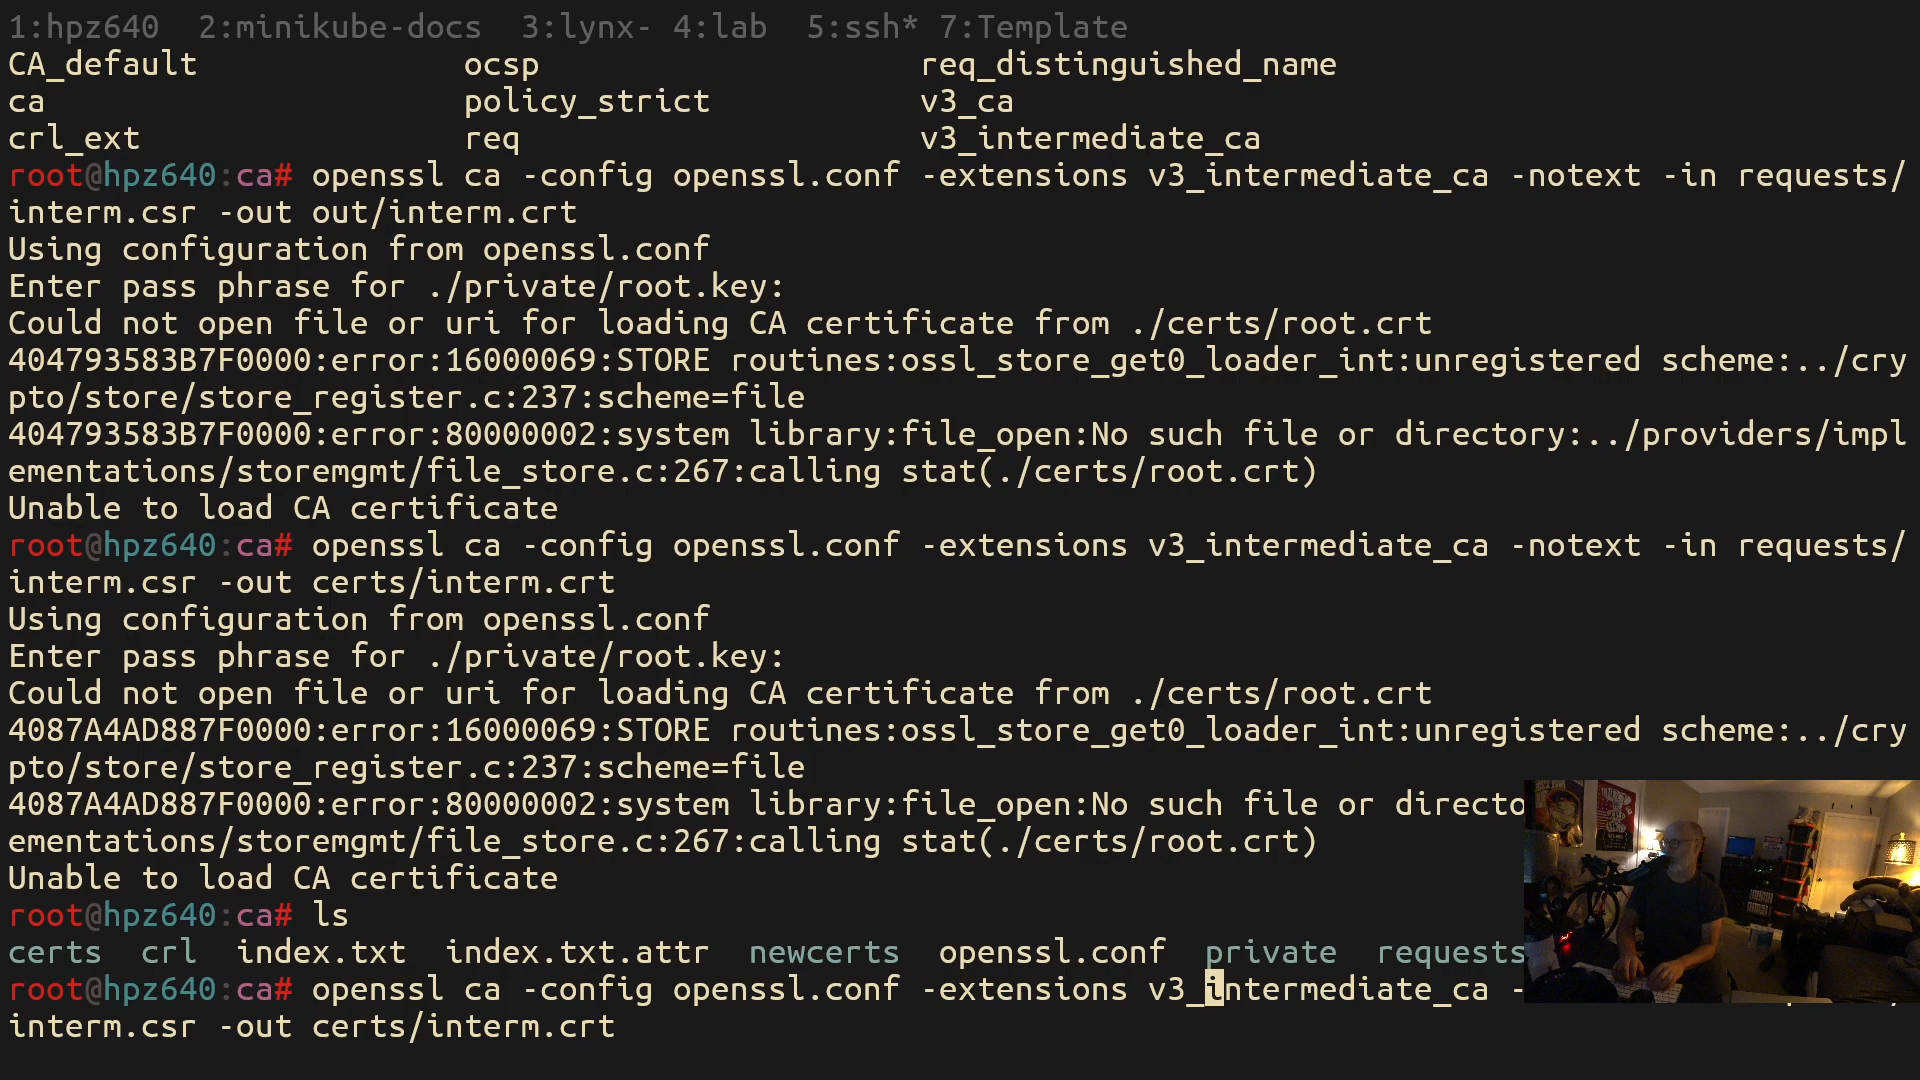 1:hpz640  2:minikube-docs  3:lynx- 4:lab  5:ssh* 7:Template
CA_default              ocsp                    req_distinguished_name
ca                      policy_strict           v3_ca
crl_ext                 req                     v3_intermediate_ca
root@hpz640:ca# openssl ca -config openssl.conf -extensions v3_intermediate_ca -notext -in requests/
interm.csr -out out/interm.crt
Using configuration from openssl.conf
Enter pass phrase for ./private/root.key:
Could not open file or uri for loading CA certificate from ./certs/root.crt
404793583B7F0000:error:16000069:STORE routines:ossl_store_get0_loader_int:unregistered scheme:../cry
pto/store/store_register.c:237:scheme=file
404793583B7F0000:error:80000002:system library:file_open:No such file or directory:../providers/impl
ementations/storemgmt/file_store.c:267:calling stat(./certs/root.crt)
Unable to load CA certificate
root@hpz640:ca# openssl ca -config openssl.conf -extensions v3_intermediate_ca -notext -in requests/
interm.csr -out certs/interm.crt
Using configuration from openssl.conf
Enter pass phrase for ./private/root.key:
Could not open file or uri for loading CA certificate from ./certs/root.crt
4087A4AD887F0000:error:16000069:STORE routines:ossl_store_get0_loader_int:unregistered scheme:../cry
pto/store/store_register.c:237:scheme=file
4087A4AD887F0000:error:80000002:system library:file_open:No such file or directo
ementations/storemgmt/file_store.c:267:calling stat(./certs/root.crt)
Unable to load CA certificate
root@hpz640:ca# ls
certs  crl  index.txt  index.txt.attr  newcerts  openssl.conf  private  requests
root@hpz640:ca# openssl ca -config openssl.conf -extensions v3_intermediate_ca -
interm.csr -out certs/interm.crt